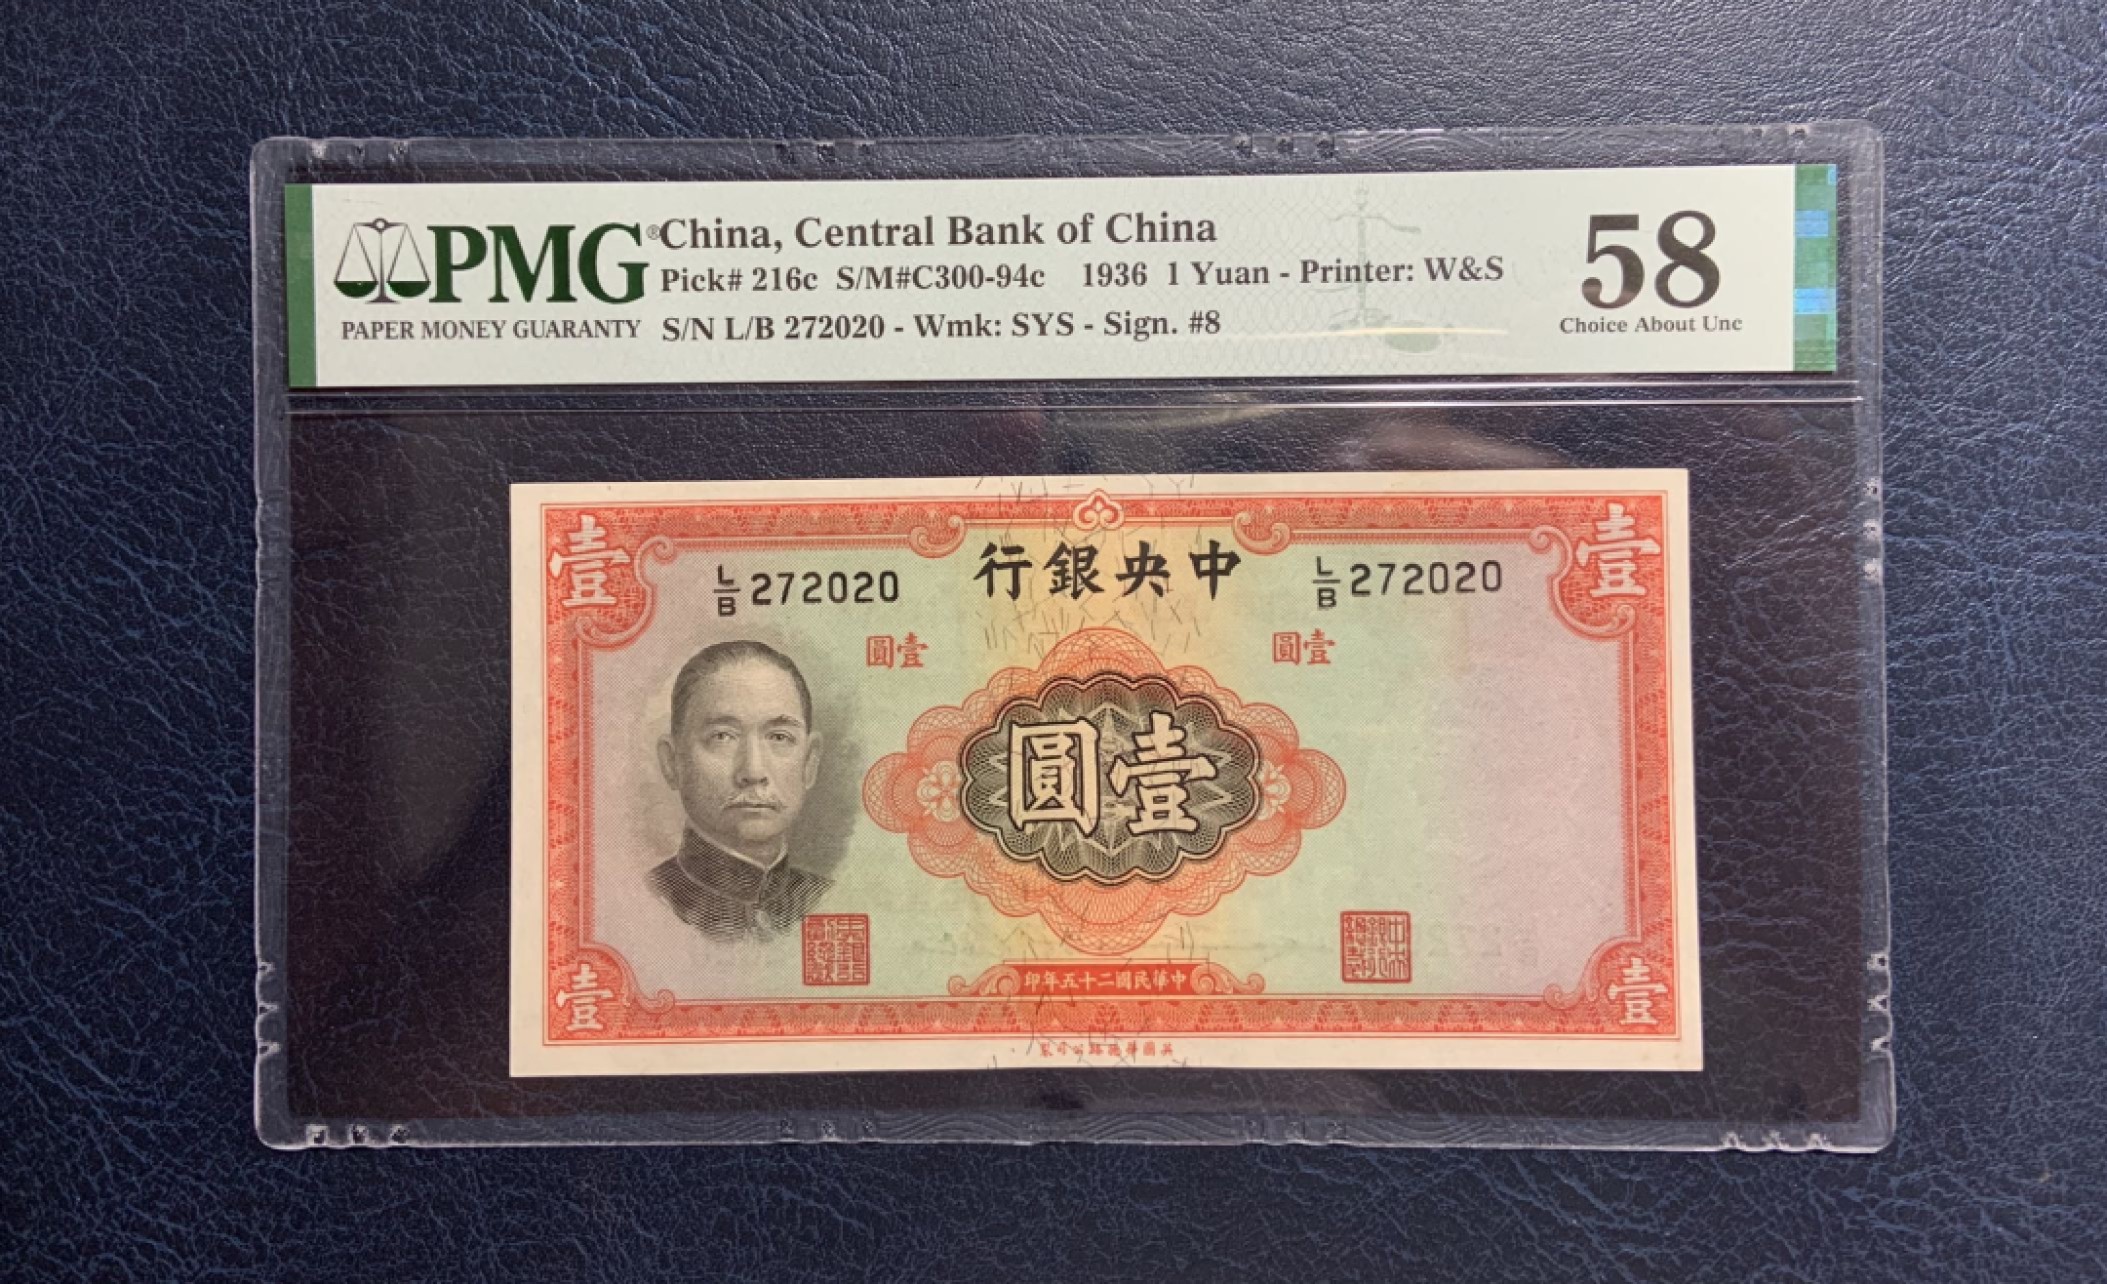 PMG®
PAPER MONEY GUARANTY
China, Central Bank of China
Pick# 216c S/M#C300-94c 1936 1 Yuan - Printer: W&S
S/N L/B 272020 - Wmk: SYS - Sign. #8
58
Choice About Unc
壹
壹
行銀央中
L/B 272020
L/B 272020
圓壹
圓壹
圓壹
印年五十二國民華中
壹
壹